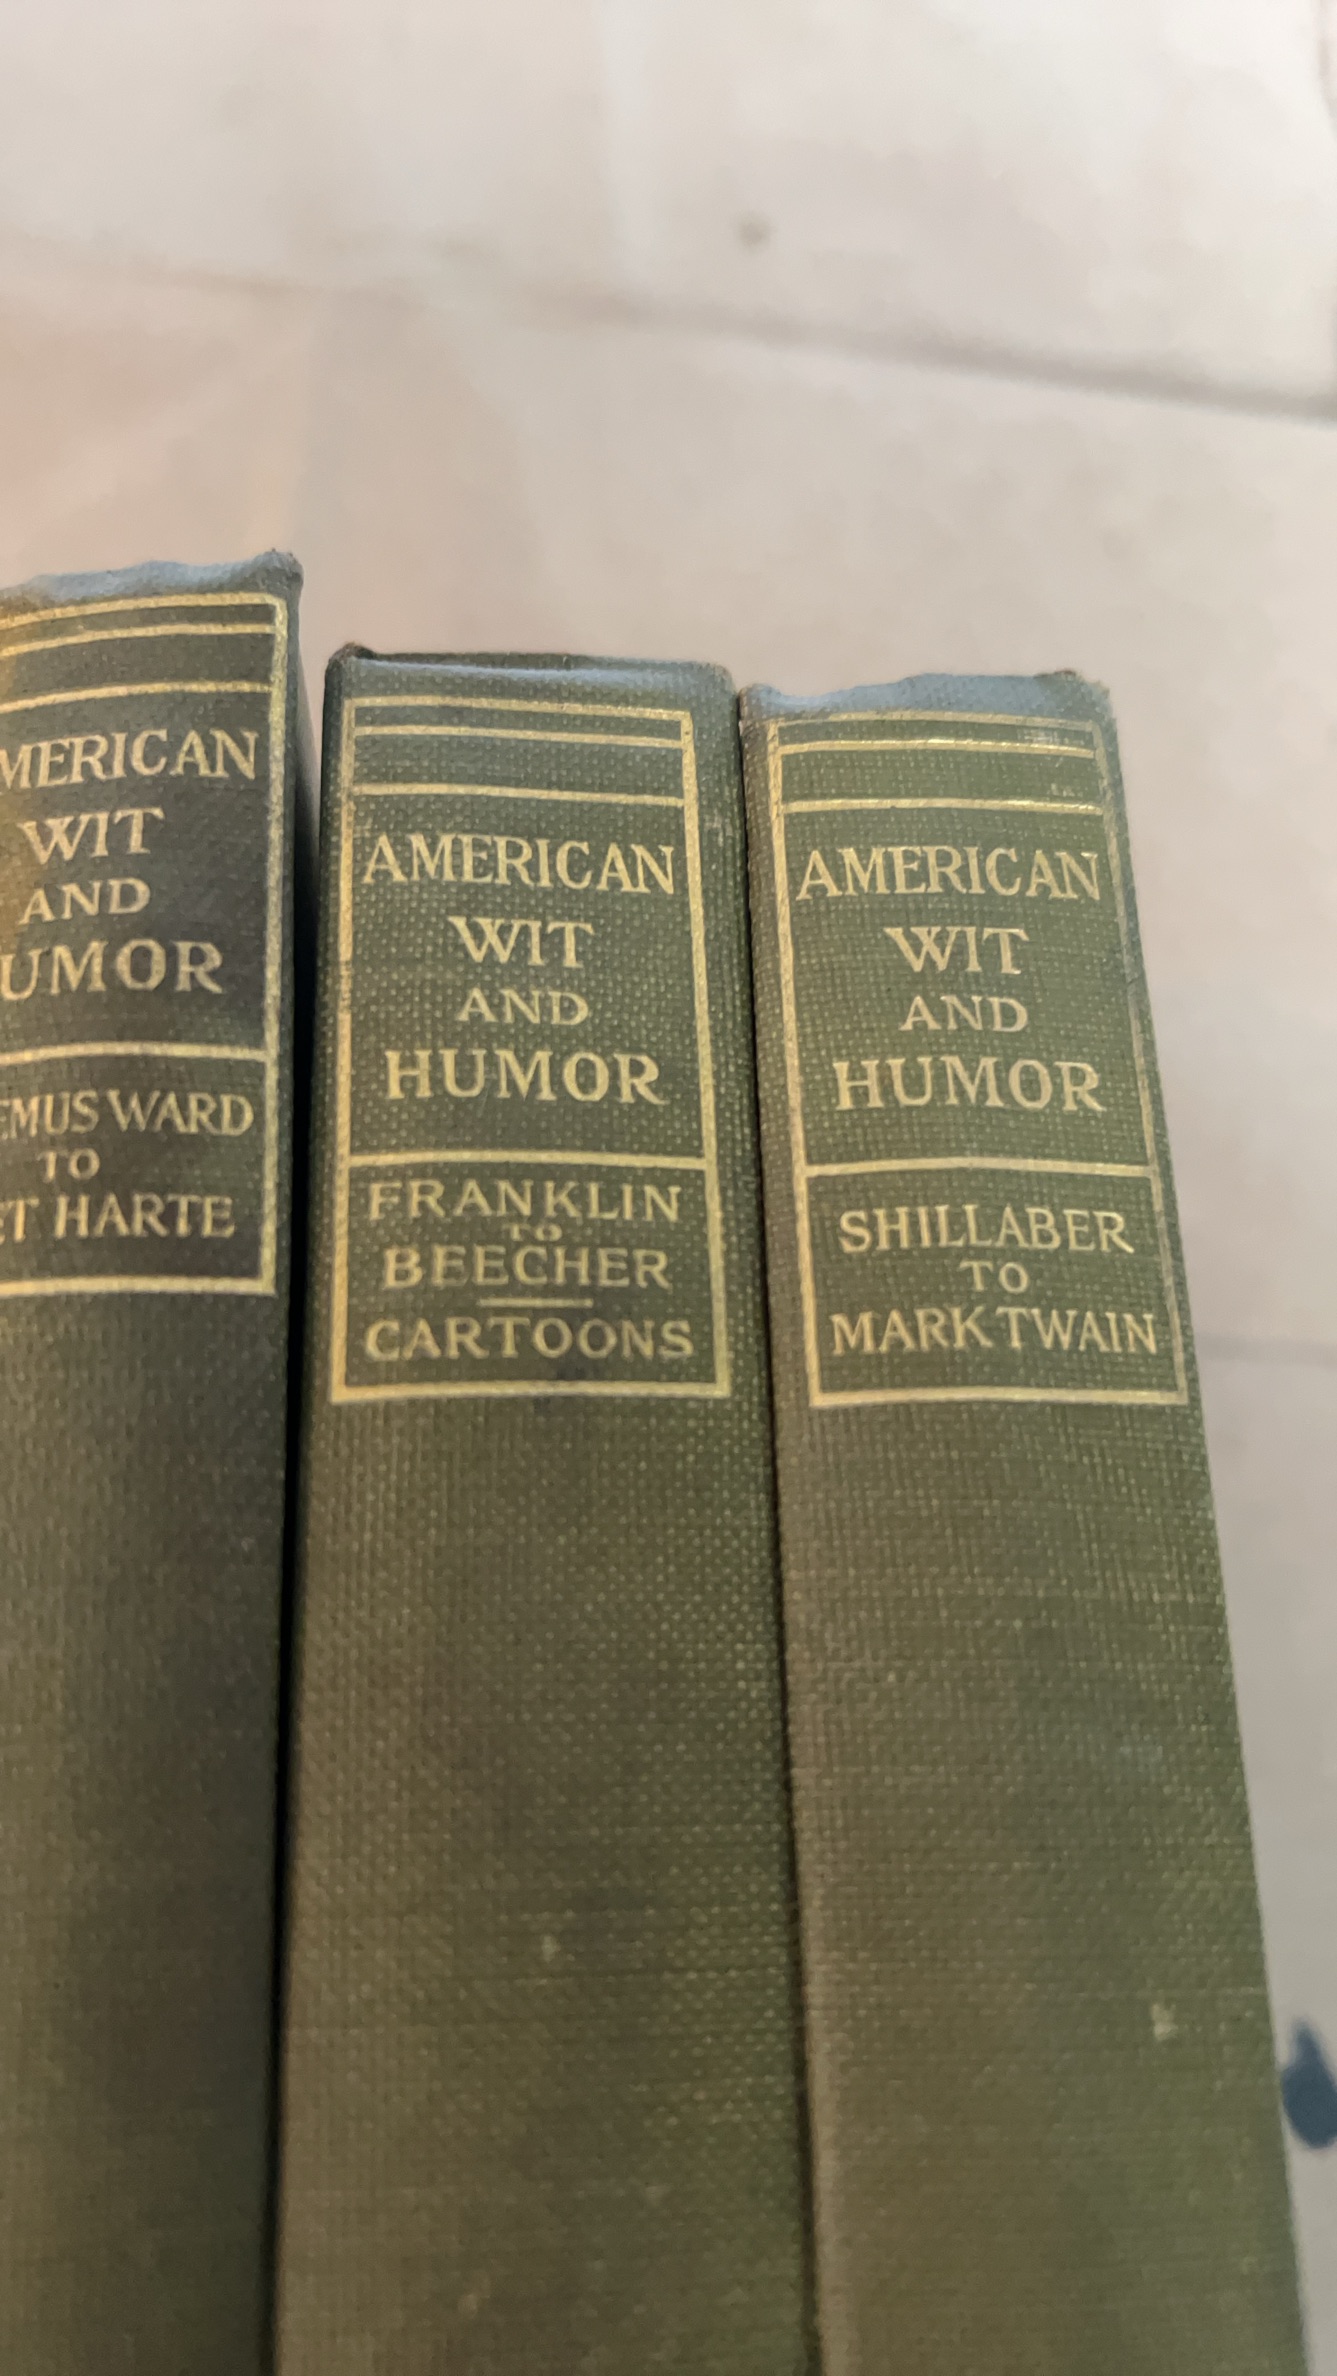 MERICAN
WIT
AND
UMOR
EMUS WARD
TO
ET HARTE
AMERICAN
WIT
AND
HUMOR
FRANKLIN
TO
BEECHER
CARTOONS
AMERICAN
WIT
AND
HUMOR
SHILLABER
TO
MARK TWAIN